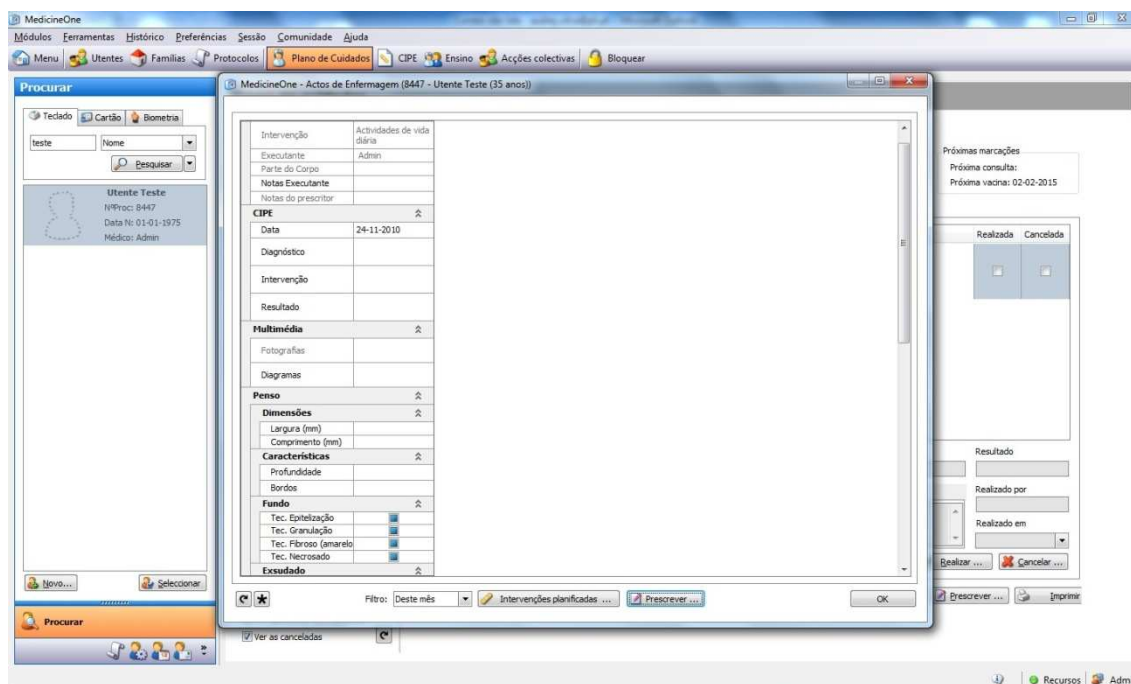 MedicineOne
Módulos Ferramentas Histórico Preferências Sessão Comunidade Ajuda
Menu Utentes Famílias Protocolos Plano de Cuidados CIPE Ensino Acções colectivas Bloquear
Procurar
Teclado Cartão Biometria
teste Nome
Pesquisar
Utente Teste
NºProc: 8447
Data N: 01-01-1975
Médico: Admin
Novo... Seleccionar
Procurar
MedicineOne - Actos de Enfermagem (8447 - Utente Teste (35 anos))
Intervenção Actividades de vida diária
Executante Admin
Parte do Corpo
Notas Executante
Notas do prescritor
CIPE
Data 24-11-2010
Diagnóstico
Intervenção
Resultado
Multimédia
Fotografias
Diagramas
Penso
Dimensões
Largura (mm)
Comprimento (mm)
Características
Profundidade
Bordos
Fundo
Tec. Epitelização
Tec. Granulação
Tec. Fibroso (amarelo
Tec. Necrosado
Exsudado
Filtro: Deste mês Intervenções planificadas ... Prescrever ... OK
Ver as canceladas
Próximas marcações
Próxima consulta:
Próxima vacina: 02-02-2015
Realizada Cancelada
Resultado
Realizado por
Realizado em
Realizar ... Cancelar ...
Prescrever ... Imprimir
Recursos Adm